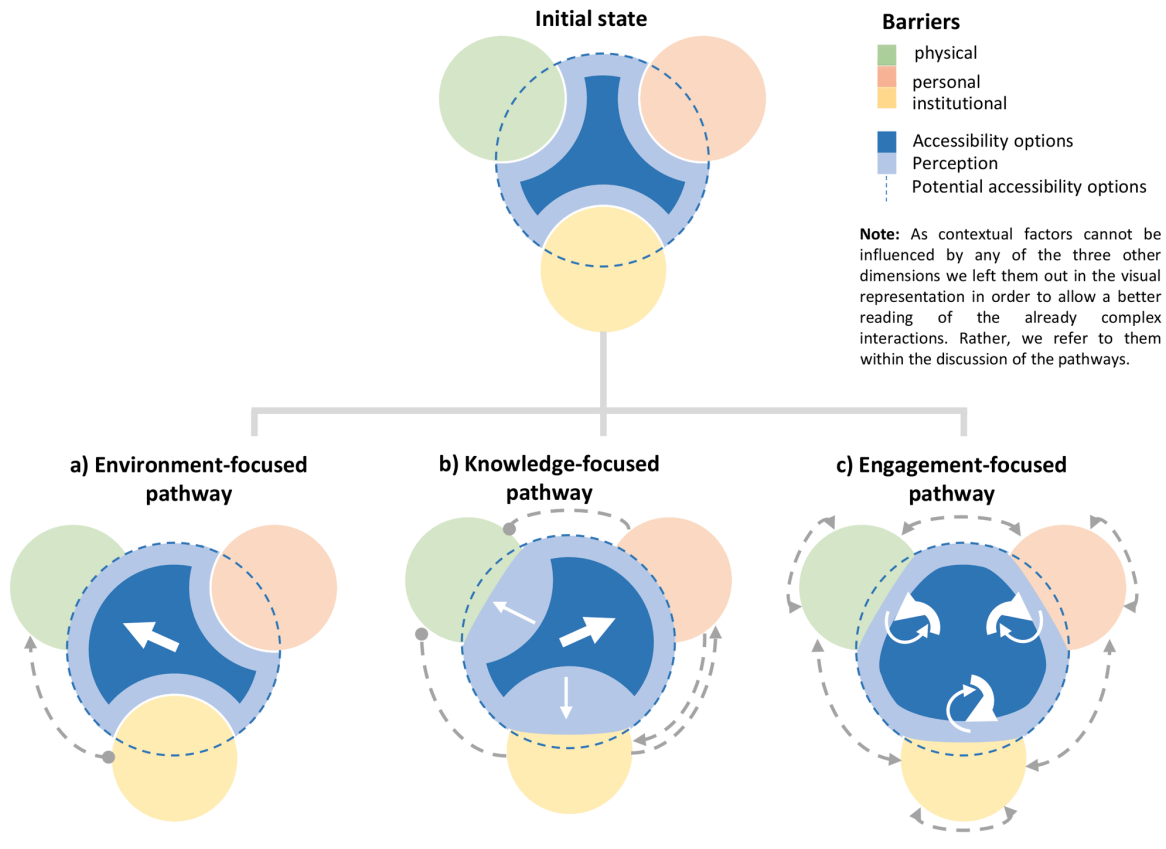 Initial state
Barriers
physical
personal
institutional
Accessibility options
Perception
Potential accessibility options
Note: As contextual factors cannot be
influenced by any of the three other
dimensions we left them out in the visual
representation in order to allow a better
reading of the already complex
interactions. Rather, we refer to them
within the discussion of the pathways.
a) Environment-focused
pathway
b) Knowledge-focused
pathway
c) Engagement-focused
pathway